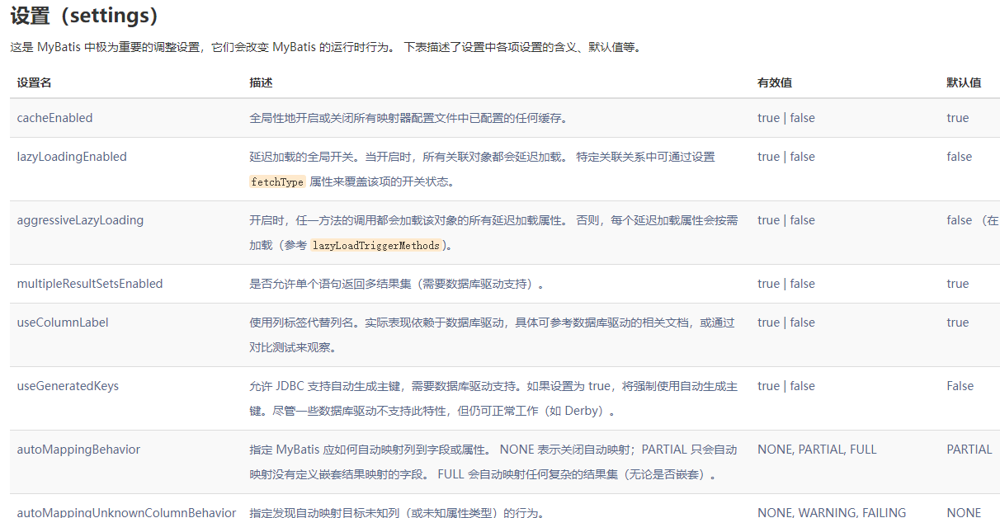 设置（settings）
这是 MyBatis 中极为重要的调整设置，它们会改变 MyBatis 的运行时行为。 下表描述了设置中各项设置的含义、默认值等。
设置名 描述 有效值 默认值
cacheEnabled 全局性地开启或关闭所有映射器配置文件中已配置的任何缓存。 true | false true
lazyLoadingEnabled 延迟加载的全局开关。当开启时，所有关联对象都会延迟加载。 特定关联关系中可通过设置 true | false false
fetchType 属性来覆盖该项的开关状态。
aggressiveLazyLoading 开启时，任一方法的调用都会加载该对象的所有延迟加载属性。 否则，每个延迟加载属性会按需 true | false false （在
加载（参考 lazyLoadTriggerMethods)。
multipleResultSetsEnabled 是否允许单个语句返回多结果集（需要数据库驱动支持）。 true | false true
useColumnLabel 使用列标签代替列名。实际表现依赖于数据库驱动，具体可参考数据库驱动的相关文档，或通过 true | false true
对比测试来观察。
useGeneratedKeys 允许 JDBC 支持自动生成主键，需要数据库驱动支持。如果设置为 true，将强制使用自动生成主 true | false False
键。尽管一些数据库驱动不支持此特性，但仍可正常工作（如 Derby）。
autoMappingBehavior 指定 MyBatis 应如何自动映射列到字段或属性。 NONE 表示关闭自动映射；PARTIAL 只会自动 NONE, PARTIAL, FULL PARTIAL
映射没有定义嵌套结果映射的字段。 FULL 会自动映射任何复杂的结果集（无论是否嵌套）。
autoMappingUnknownColumnBehavior 指定发现自动映射目标未知列（或未知属性类型）的行为。 NONE, WARNING, FAILING NONE